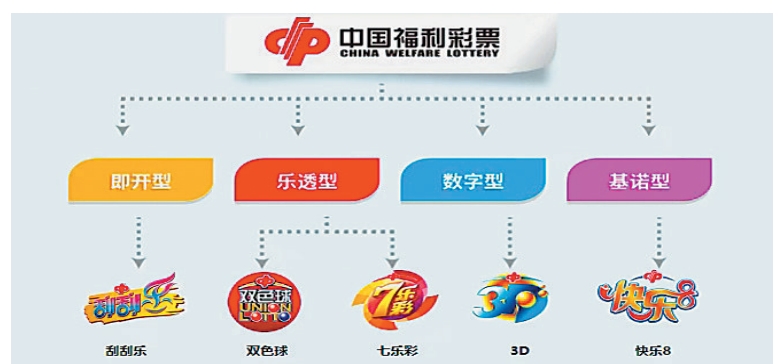 中国福利彩票
CHINA WELFARE LOTTERY
即开型
乐透型
数字型
基诺型
刮刮乐
双色球
UNION
LOTTO
7乐彩
3D
快乐8
刮刮乐
双色球
七乐彩
3D
快乐8